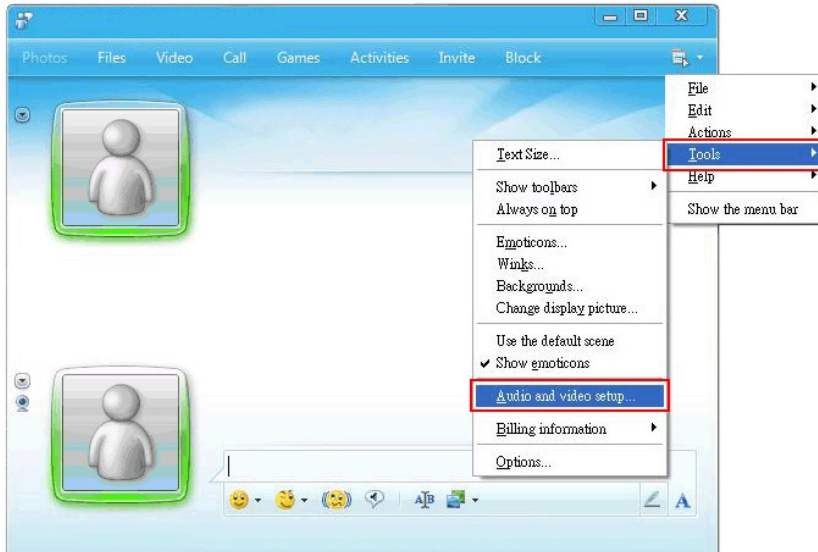 Photos Files Video Call Games Activities Invite Block
File
Edit
Actions
Tools
Help
Show the menu bar
Text Size...
Show toolbars
Always on top
Emoticons...
Winks...
Backgrounds...
Change display picture...
Use the default scene
Show emoticons
Audio and video setup...
Billing information
Options...